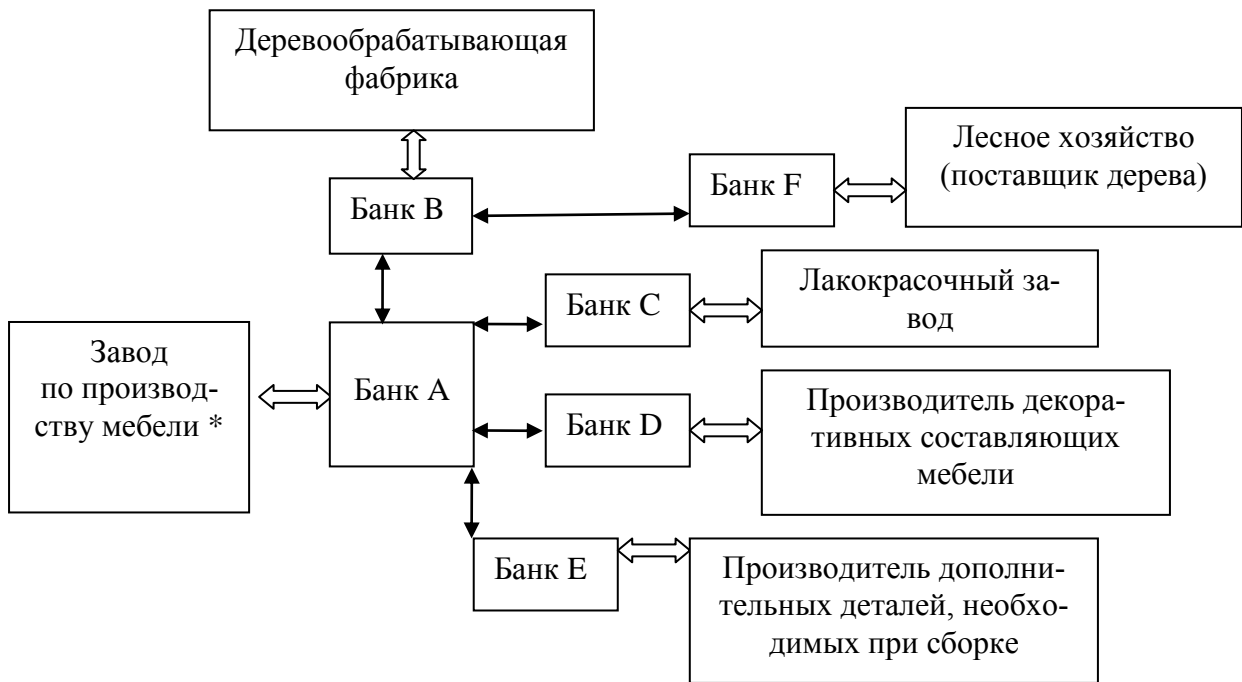 Деревообрабатывающая
фабрика
Лесное хозяйство
(поставщик дерева)
Банк F
Банк B
Лакокрасочный за-
вод
Банк C
Завод
по производ-
ству мебели *
Банк A
Производитель декора-
тивных составляющих
мебели
Банк D
Банк E
Производитель дополни-
тельных деталей, необхо-
димых при сборке